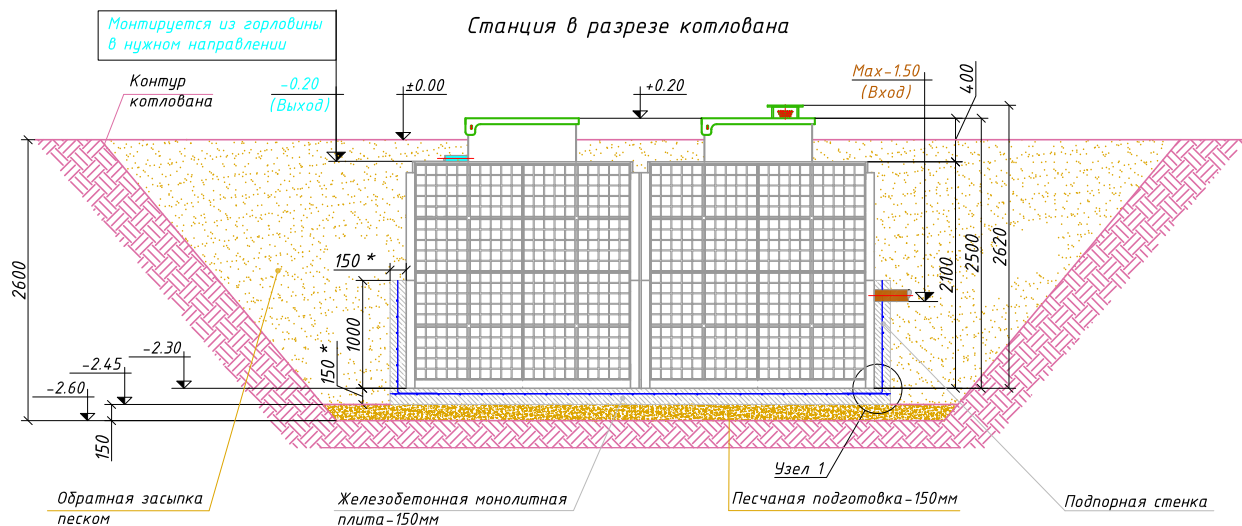 Монтируется из горловины
в нужном направлении
Станция в разрезе котлована
Контур
котлована
-0.20
(Выход)
±0.00
+0.20
Max-1.50
(Вход)
400
2600
150 *
1000
150 *
2100
2500
2620
-2.30
-2.45
-2.60
150
Узел 1
Обратная засыпка
песком
Железобетонная монолитная
плита-150мм
Песчаная подготовка-150мм
Подпорная стенка